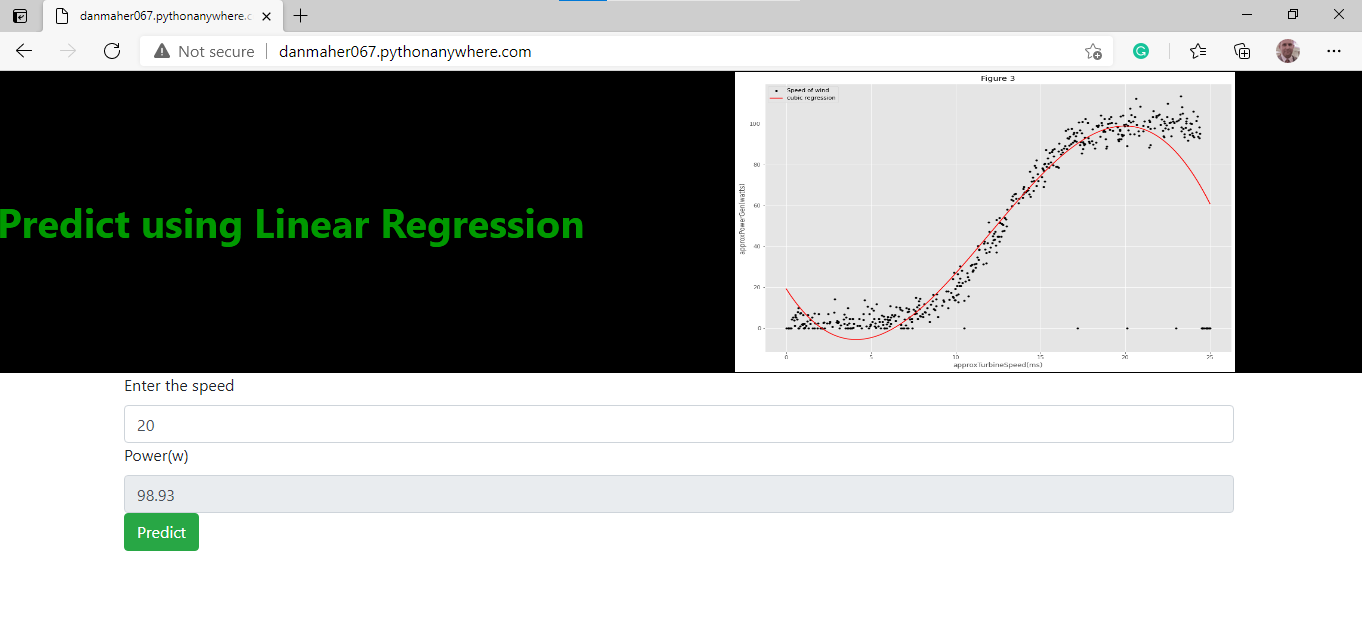 danmaher067.pythonanywhere.c
Not secure | danmaher067.pythonanywhere.com
Figure 3
Speed of wind
cubic regression
100
80
60
40
20
0
approxPowerGen(watts)
0 5 10 15 20 25
approxTurbineSpeed(ms)
Predict using Linear Regression
Enter the speed
20
Power(w)
98.93
Predict